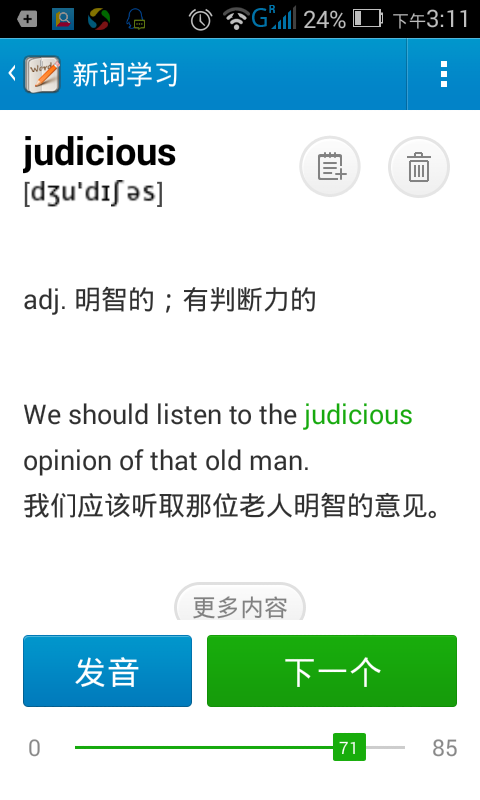 G R 24% 下午3:11
Words 新词学习
judicious
[dʒu'dɪʃəs]
adj. 明智的；有判断力的
We should listen to the judicious
opinion of that old man.
我们应该听取那位老人明智的意见。
更多内容
发音 下一个
0 71 85